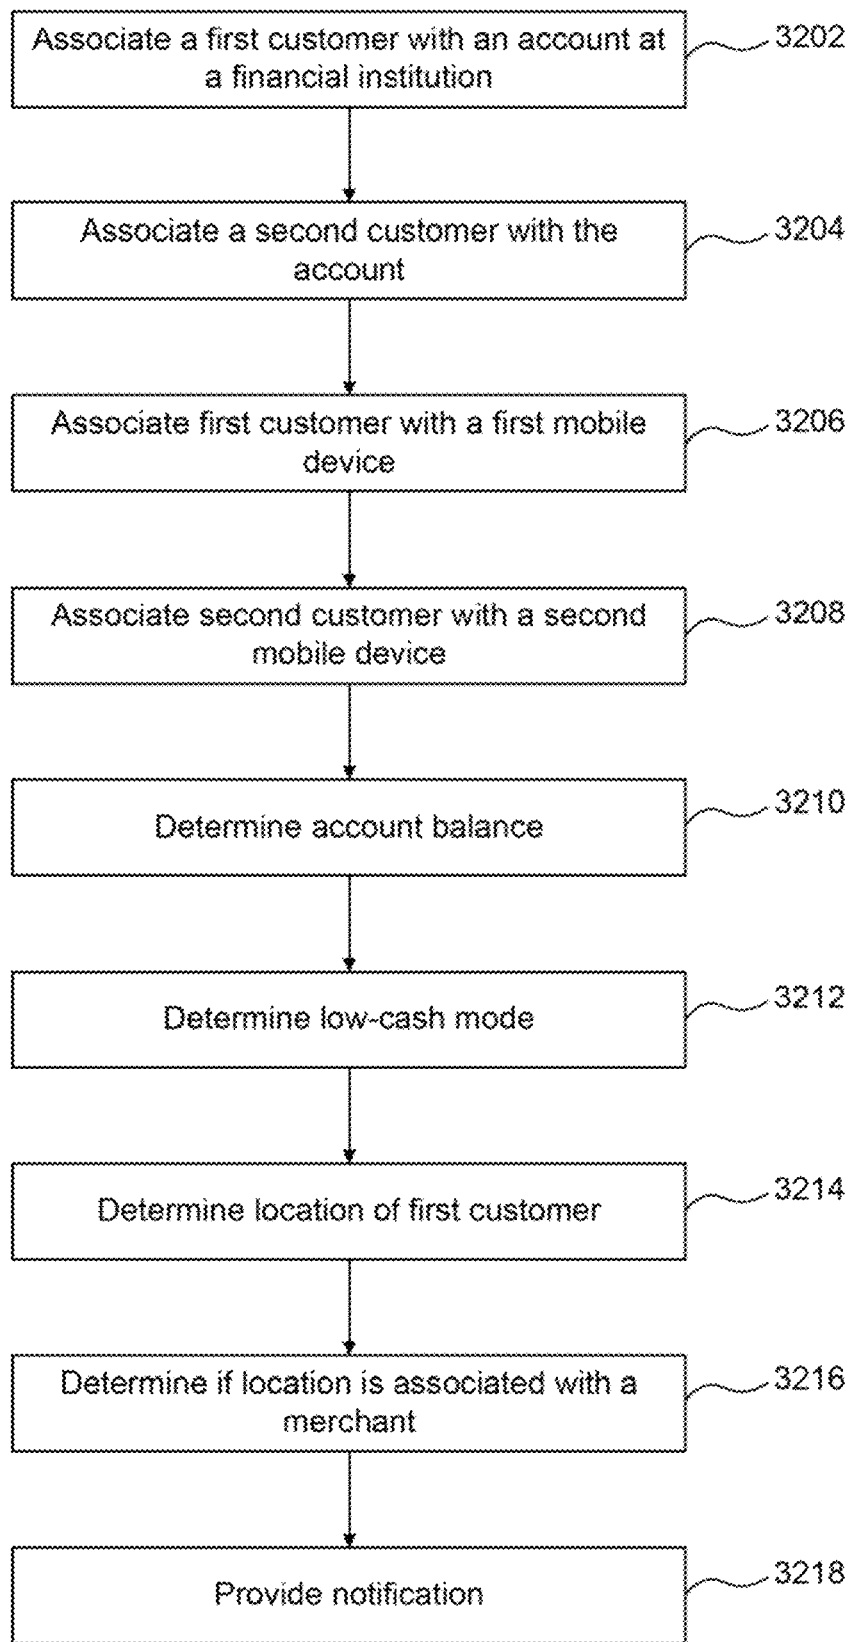 Associate a first customer with an account at
a financial institution
3202
Associate a second customer with the
account
3204
Associate first customer with a first mobile
device
3206
Associate second customer with a second
mobile device
3208
Determine account balance
3210
Determine low-cash mode
3212
Determine location of first customer
3214
Determine if location is associated with a
merchant
3216
Provide notification
3218